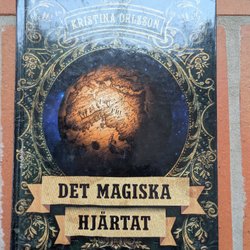 KRISTINA OHLSSON
DET MAGISKA
HJÄRTAT